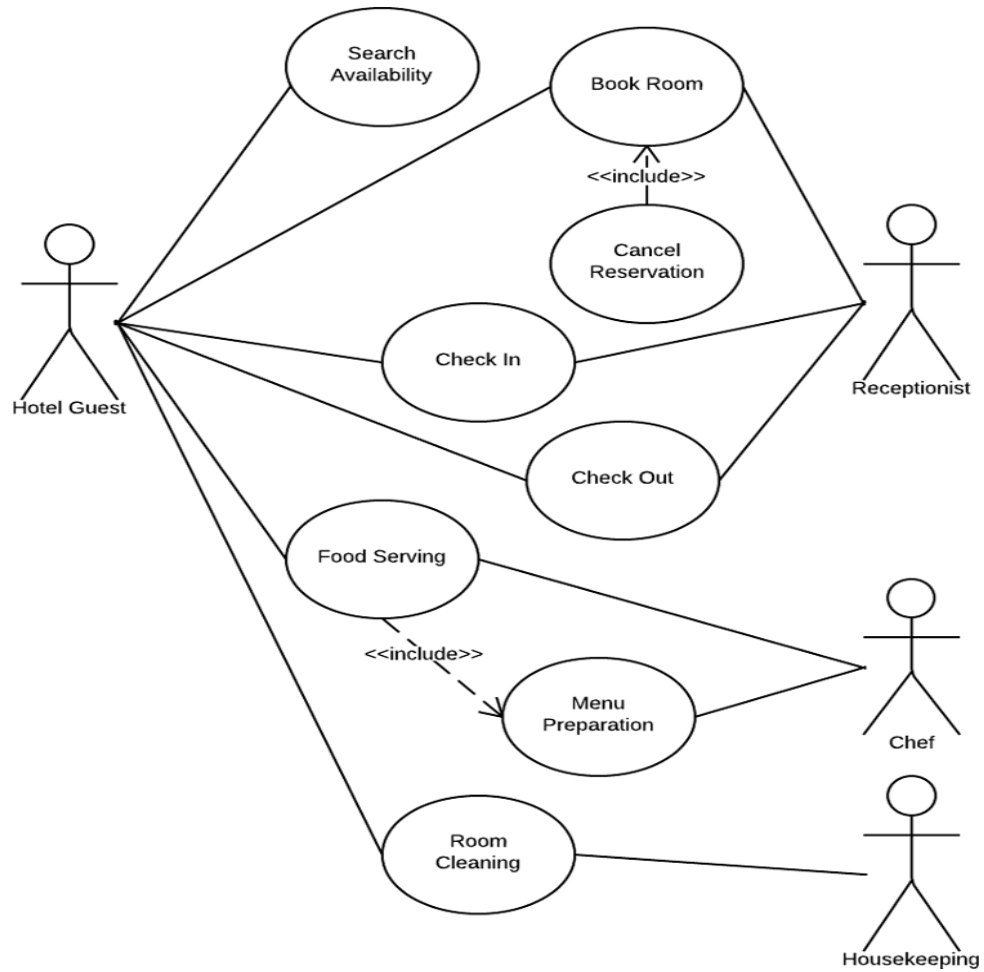 Search
Availability
Book Room
<<include>>
Cancel
Reservation
Check In
Hotel Guest
Receptionist
Check Out
Food Serving
<<include>>
Menu
Preparation
Chef
Room
Cleaning
Housekeeping